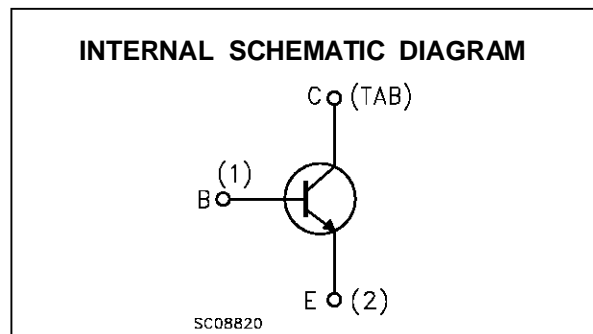 INTERNAL SCHEMATIC DIAGRAM
C (TAB)
(1)
B
E (2)
SC08820